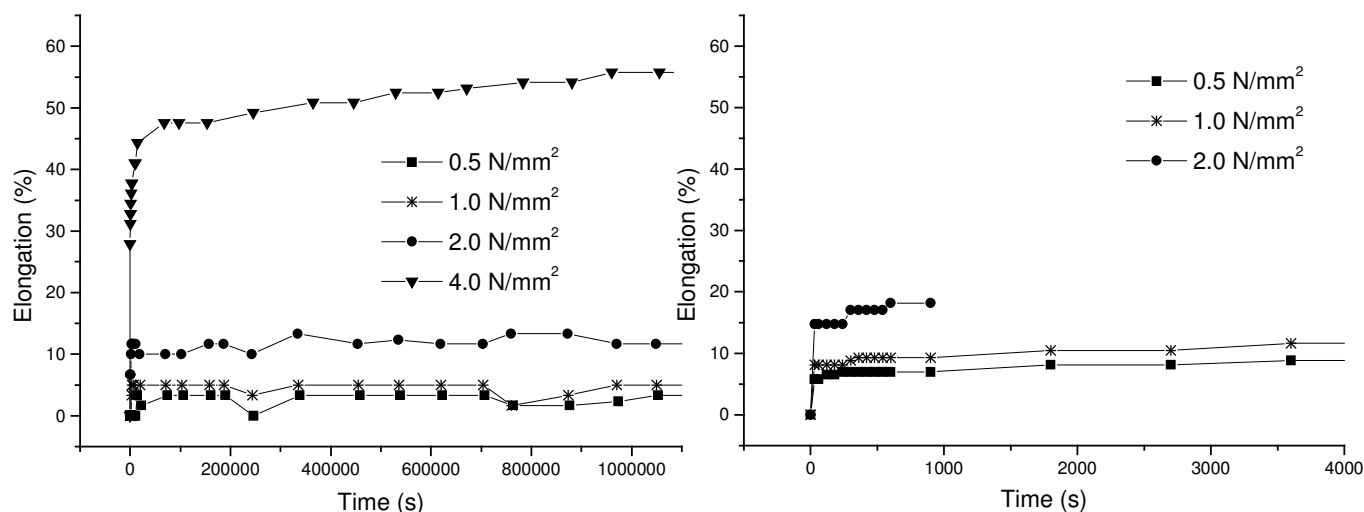 60
50
40
30
20
10
0
Elongation (%)
0.5 N/mm²
1.0 N/mm²
2.0 N/mm²
4.0 N/mm²
0 200000 400000 600000 800000 1000000
Time (s)
60
50
40
30
20
10
0
Elongation (%)
0.5 N/mm²
1.0 N/mm²
2.0 N/mm²
0 1000 2000 3000 4000
Time (s)